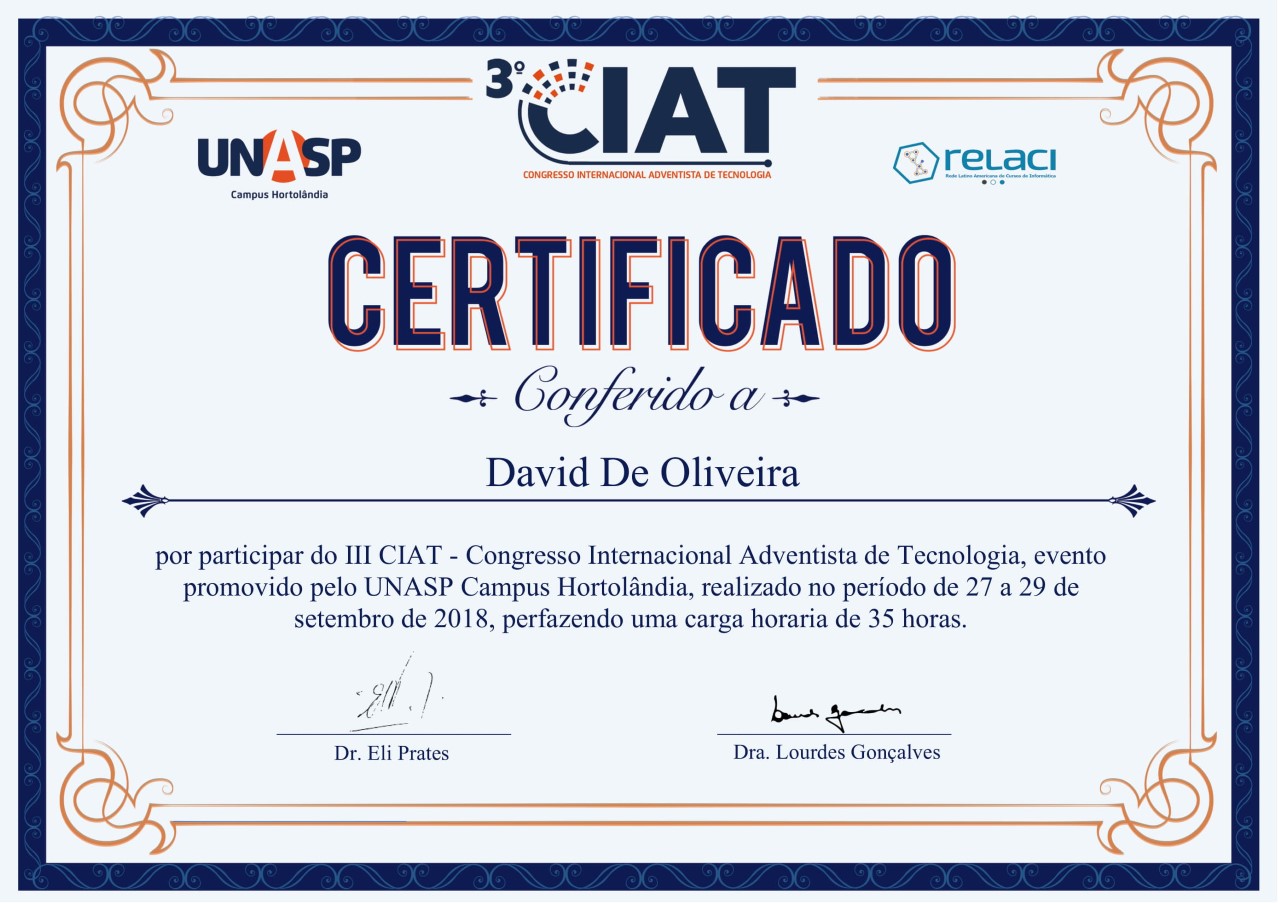 3º CIAT
CONGRESSO INTERNACIONAL ADVENTISTA DE TECNOLOGIA
UNASP
Campus Hortolândia
relaci
Rede Latino Americana de Cursos de Informática
CERTIFICADO
Conferido a
David De Oliveira
por participar do III CIAT - Congresso Internacional Adventista de Tecnologia, evento
promovido pelo UNASP Campus Hortolândia, realizado no período de 27 a 29 de
setembro de 2018, perfazendo uma carga horaria de 35 horas.
Dr. Eli Prates
Dra. Lourdes Gonçalves